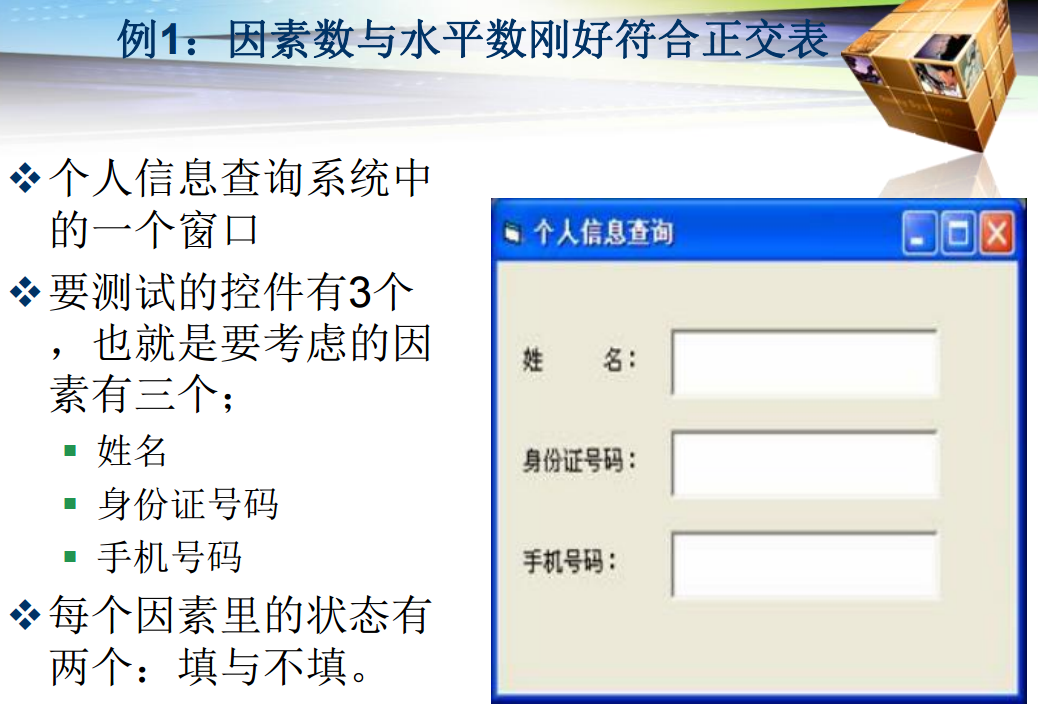 例1：因素数与水平数刚好符合正交表
个人信息查询系统中
的一个窗口
要测试的控件有3个
，也就是要考虑的因
素有三个；
姓名
身份证号码
手机号码
每个因素里的状态有
两个：填与不填。
个人信息查询
姓 名：
身份证号码：
手机号码：